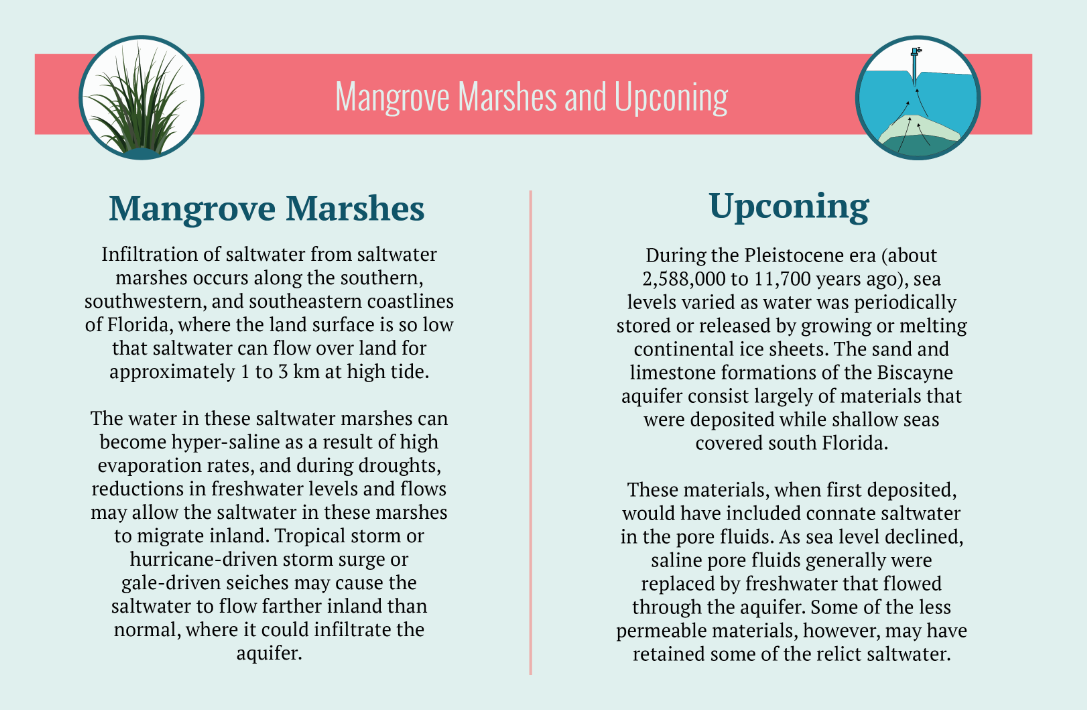 Mangrove Marshes and Upconing
Mangrove Marshes
Infiltration of saltwater from saltwater
marshes occurs along the southern,
southwestern, and southeastern coastlines
of Florida, where the land surface is so low
that saltwater can flow over land for
approximately 1 to 3 km at high tide.
The water in these saltwater marshes can
become hyper-saline as a result of high
evaporation rates, and during droughts,
reductions in freshwater levels and flows
may allow the saltwater in these marshes
to migrate inland. Tropical storm or
hurricane-driven storm surge or
gale-driven seiches may cause the
saltwater to flow farther inland than
normal, where it could infiltrate the
aquifer.
Upconing
During the Pleistocene era (about
2,588,000 to 11,700 years ago), sea
levels varied as water was periodically
stored or released by growing or melting
continental ice sheets. The sand and
limestone formations of the Biscayne
aquifer consist largely of materials that
were deposited while shallow seas
covered south Florida.
These materials, when first deposited,
would have included connate saltwater
in the pore fluids. As sea level declined,
saline pore fluids generally were
replaced by freshwater that flowed
through the aquifer. Some of the less
permeable materials, however, may have
retained some of the relict saltwater.